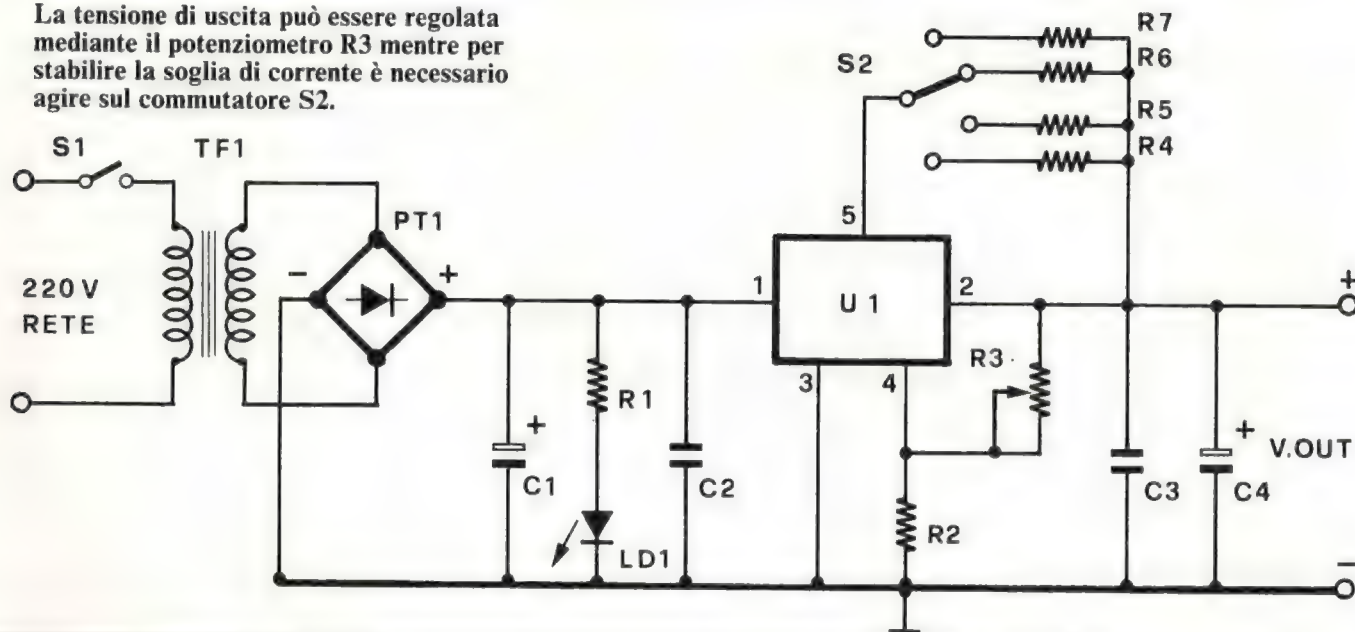 La tensione di uscita può essere regolata
mediante il potenziometro R3 mentre per
stabilire la soglia di corrente è necessario
agire sul commutatore S2.
S1
TF1
220V
RETE
PT1
-
+
+
C1
R1
LD1
C2
S2
R7
R6
R5
R4
5
1
U1
2
3
4
R3
R2
C3
+
C4
V.OUT
+
-